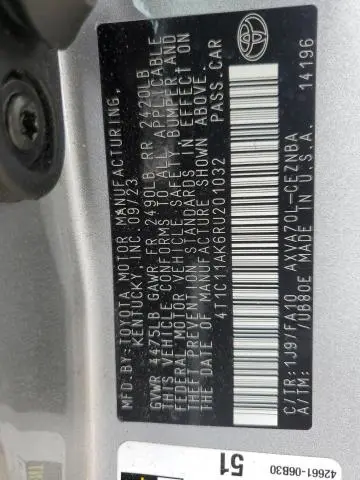 MFD.BY:TOYOTA MOTOR MANUFACTURING,
KENTUCKY, INC. 09/23
GVWR 4475LB GAWR FR 2490LB RR 2420LB
THIS VEHICLE CONFORMS TO ALL APPLICABLE
FEDERAL MOTOR VEHICLE SAFETY, BUMPER AND
THEFT PREVENTION STANDARDS IN EFFECT ON
THE DATE OF MANUFACTURE SHOWN ABOVE.
4T1C11AK6RU201032 PASS.CAR
C/TR:1J9/FA10 AXVA70L-CEZNBA
A/TM: /UB80E MADE IN U.S.A. 14196
42661-06B30
51